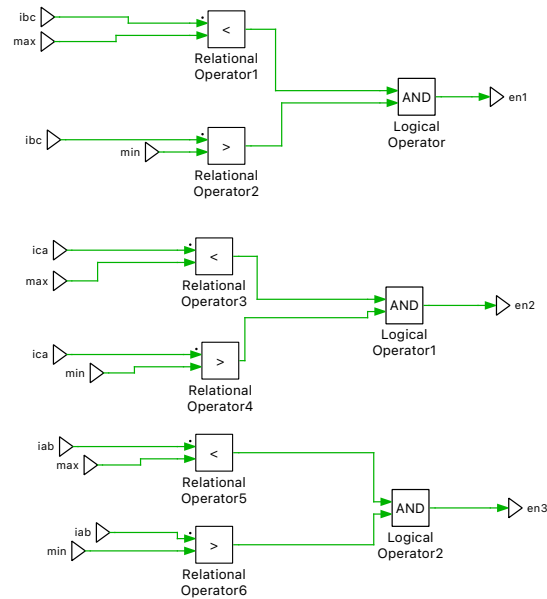 ibc
max
<
Relational
Operator1
AND
Logical
Operator
en1
ibc
min
>
Relational
Operator2
ica
max
<
Relational
Operator3
AND
Logical
Operator1
en2
ica
min
>
Relational
Operator4
iab
max
<
Relational
Operator5
AND
Logical
Operator2
en3
iab
min
>
Relational
Operator6